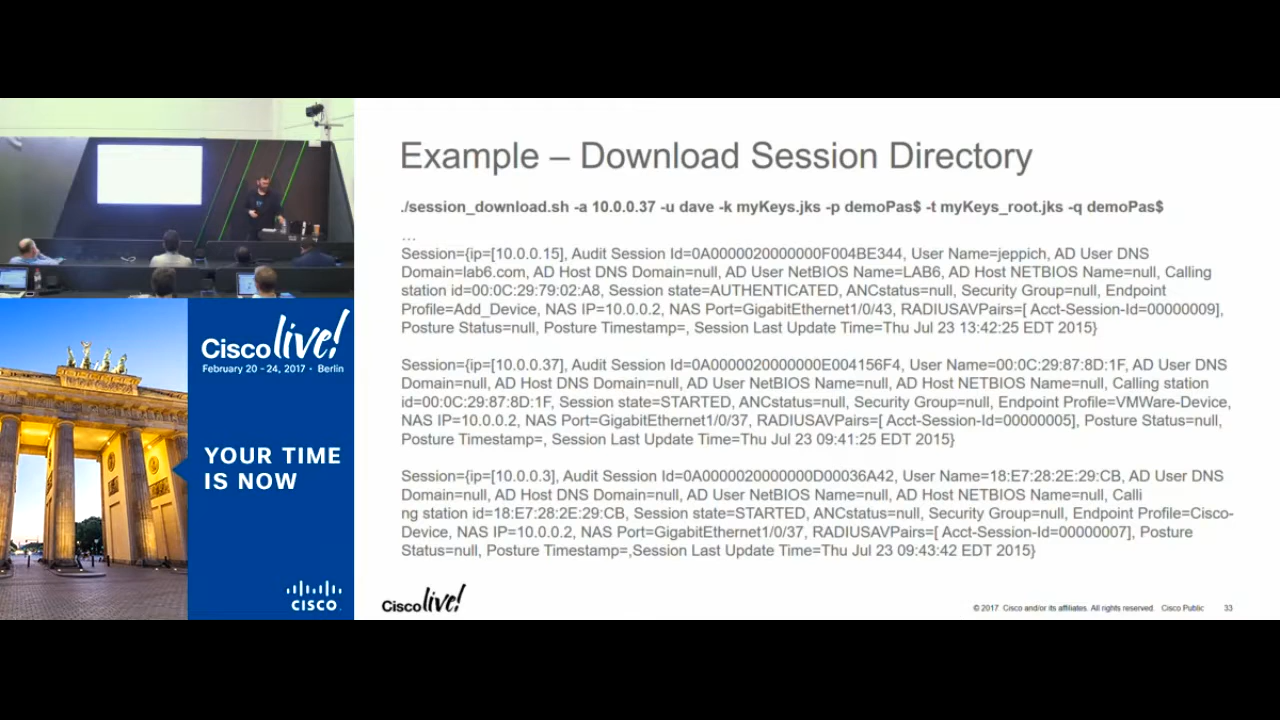 Example – Download Session Directory
./session_download.sh -a 10.0.0.37 -u dave -k myKeys.jks -p demoPas$ -t myKeys_root.jks -q demoPas$
…
Session={ip=[10.0.0.15], Audit Session Id=0A0000020000000F004BE344, User Name=jeppich, AD User DNS
Domain=lab6.com, AD Host DNS Domain=null, AD User NetBIOS Name=LAB6, AD Host NETBIOS Name=null, Calling
station id=00:0C:29:79:02:A8, Session state=AUTHENTICATED, ANCstatus=null, Security Group=null, Endpoint
Profile=Add_Device, NAS IP=10.0.0.2, NAS Port=GigabitEthernet1/0/43, RADIUSAVPairs=[ Acct-Session-Id=00000009],
Posture Status=null, Posture Timestamp=, Session Last Update Time=Thu Jul 23 13:42:25 EDT 2015}
Session={ip=[10.0.0.37], Audit Session Id=0A0000020000000E004156F4, User Name=00:0C:29:87:8D:1F, AD User DNS
Domain=null, AD Host DNS Domain=null, AD User NetBIOS Name=null, AD Host NETBIOS Name=null, Calling station
id=00:0C:29:87:8D:1F, Session state=STARTED, ANCstatus=null, Security Group=null, Endpoint Profile=VMWare-Device,
NAS IP=10.0.0.2, NAS Port=GigabitEthernet1/0/37, RADIUSAVPairs=[ Acct-Session-Id=00000005], Posture Status=null,
Posture Timestamp=, Session Last Update Time=Thu Jul 23 09:41:25 EDT 2015}
Session={ip=[10.0.0.3], Audit Session Id=0A0000020000000D00036A42, User Name=18:E7:28:2E:29:CB, AD User DNS
Domain=null, AD Host DNS Domain=null, AD User NetBIOS Name=null, AD Host NETBIOS Name=null, Calli
ng station id=18:E7:28:2E:29:CB, Session state=STARTED, ANCstatus=null, Security Group=null, Endpoint Profile=Cisco-
Device, NAS IP=10.0.0.2, NAS Port=GigabitEthernet1/0/37, RADIUSAVPairs=[ Acct-Session-Id=00000007], Posture
Status=null, Posture Timestamp=,Session Last Update Time=Thu Jul 23 09:43:42 EDT 2015}
Cisco live!
February 20 - 24, 2017 · Berlin
YOUR TIME
IS NOW
CISCO.
Cisco live!
© 2017 Cisco and/or its affiliates. All rights reserved. Cisco Public 33